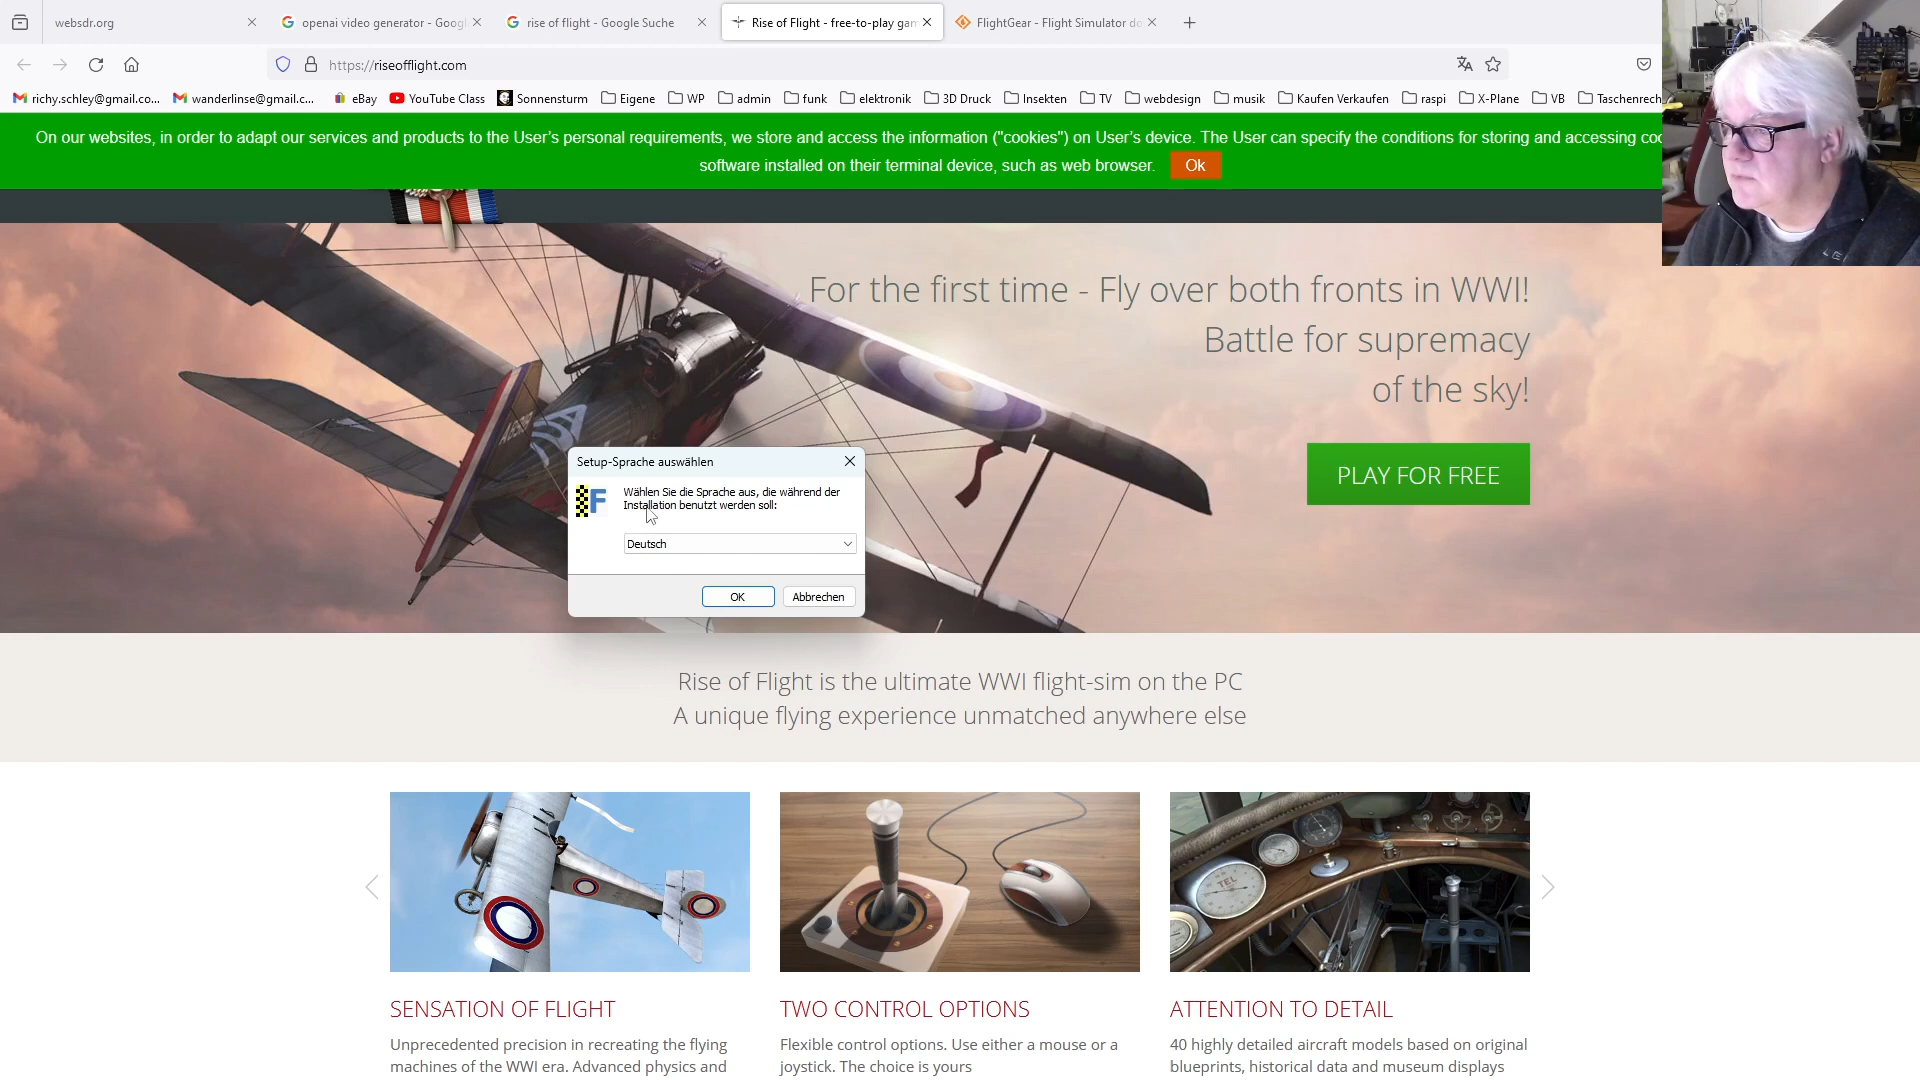 websdr.org
openai video generator - Googl
rise of flight - Google Suche
Rise of Flight - free-to-play gam
FlightGear - Flight Simulator do
https://riseofflight.com
richy.schley@gmail.co...
wanderlinse@gmail.c...
eBay
YouTube Class
Sonnensturm
Eigene
WP
admin
funk
elektronik
3D Druck
Insekten
TV
webdesign
musik
Kaufen Verkaufen
raspi
X-Plane
VB
Taschenrech
On our websites, in order to adapt our services and products to the User's personal requirements, we store and access the information ("cookies") on User's device. The User can specify the conditions for storing and accessing coo
software installed on their terminal device, such as web browser. Ok
For the first time - Fly over both fronts in WWI!
Battle for supremacy
of the sky!
PLAY FOR FREE
Setup-Sprache auswählen
Wählen Sie die Sprache aus, die während der
Installation benutzt werden soll:
Deutsch
OK
Abbrechen
Rise of Flight is the ultimate WWI flight-sim on the PC
A unique flying experience unmatched anywhere else
SENSATION OF FLIGHT
Unprecedented precision in recreating the flying
machines of the WWI era. Advanced physics and
TWO CONTROL OPTIONS
Flexible control options. Use either a mouse or a
joystick. The choice is yours
ATTENTION TO DETAIL
40 highly detailed aircraft models based on original
blueprints, historical data and museum displays